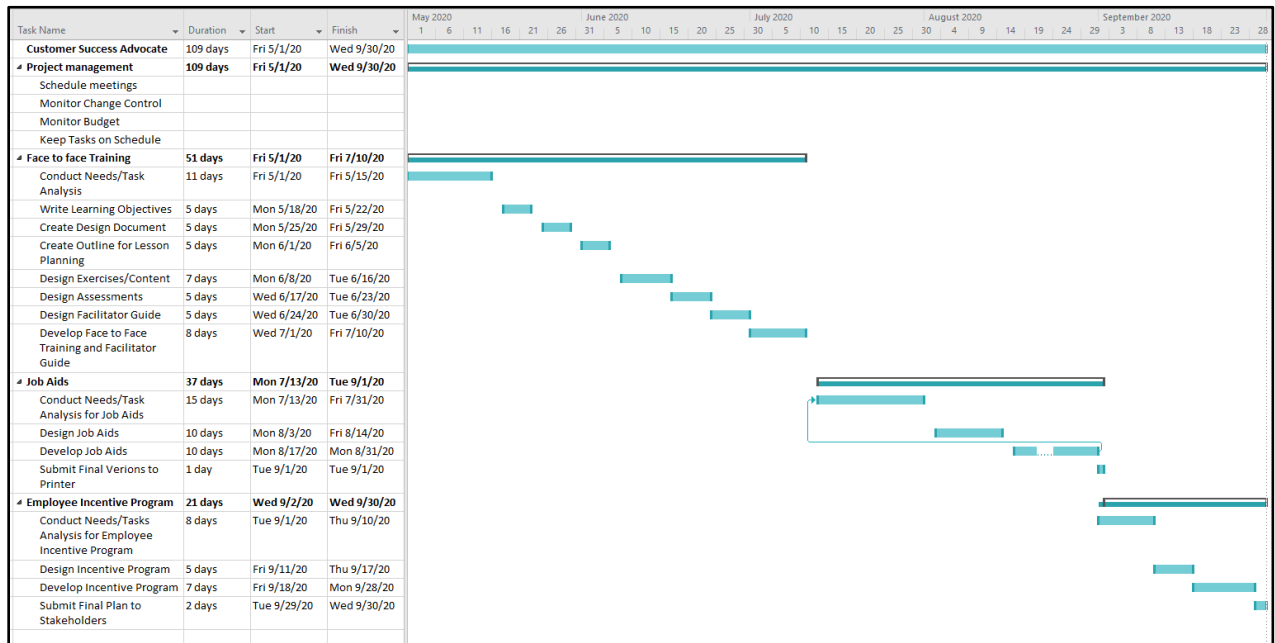 May 2020 June 2020 July 2020 August 2020 September 2020
Task Name Duration Start Finish 1 6 11 16 21 26 31 5 10 15 20 25 30 5 10 15 20 25 30 4 9 14 19 24 29 3 8 13 18 23 28
Customer Success Advocate 109 days Fri 5/1/20 Wed 9/30/20
Project management 109 days Fri 5/1/20 Wed 9/30/20
Schedule meetings
Monitor Change Control
Monitor Budget
Keep Tasks on Schedule
Face to face Training 51 days Fri 5/1/20 Fri 7/10/20
Conduct Needs/Task 11 days Fri 5/1/20 Fri 5/15/20
Analysis
Write Learning Objectives 5 days Mon 5/18/20 Fri 5/22/20
Create Design Document 5 days Mon 5/25/20 Fri 5/29/20
Create Outline for Lesson 5 days Mon 6/1/20 Fri 6/5/20
Planning
Design Exercises/Content 7 days Mon 6/8/20 Tue 6/16/20
Design Assessments 5 days Wed 6/17/20 Tue 6/23/20
Design Facilitator Guide 5 days Wed 6/24/20 Tue 6/30/20
Develop Face to Face 8 days Wed 7/1/20 Fri 7/10/20
Training and Facilitator
Guide
Job Aids 37 days Mon 7/13/20 Tue 9/1/20
Conduct Needs/Task 15 days Mon 7/13/20 Fri 7/31/20
Analysis for Job Aids
Design Job Aids 10 days Mon 8/3/20 Fri 8/14/20
Develop Job Aids 10 days Mon 8/17/20 Mon 8/31/20
Submit Final Verions to 1 day Tue 9/1/20 Tue 9/1/20
Printer
Employee Incentive Program 21 days Wed 9/2/20 Wed 9/30/20
Conduct Needs/Tasks 8 days Tue 9/1/20 Thu 9/10/20
Analysis for Employee
Incentive Program
Design Incentive Program 5 days Fri 9/11/20 Thu 9/17/20
Develop Incentive Program 7 days Fri 9/18/20 Mon 9/28/20
Submit Final Plan to 2 days Tue 9/29/20 Wed 9/30/20
Stakeholders